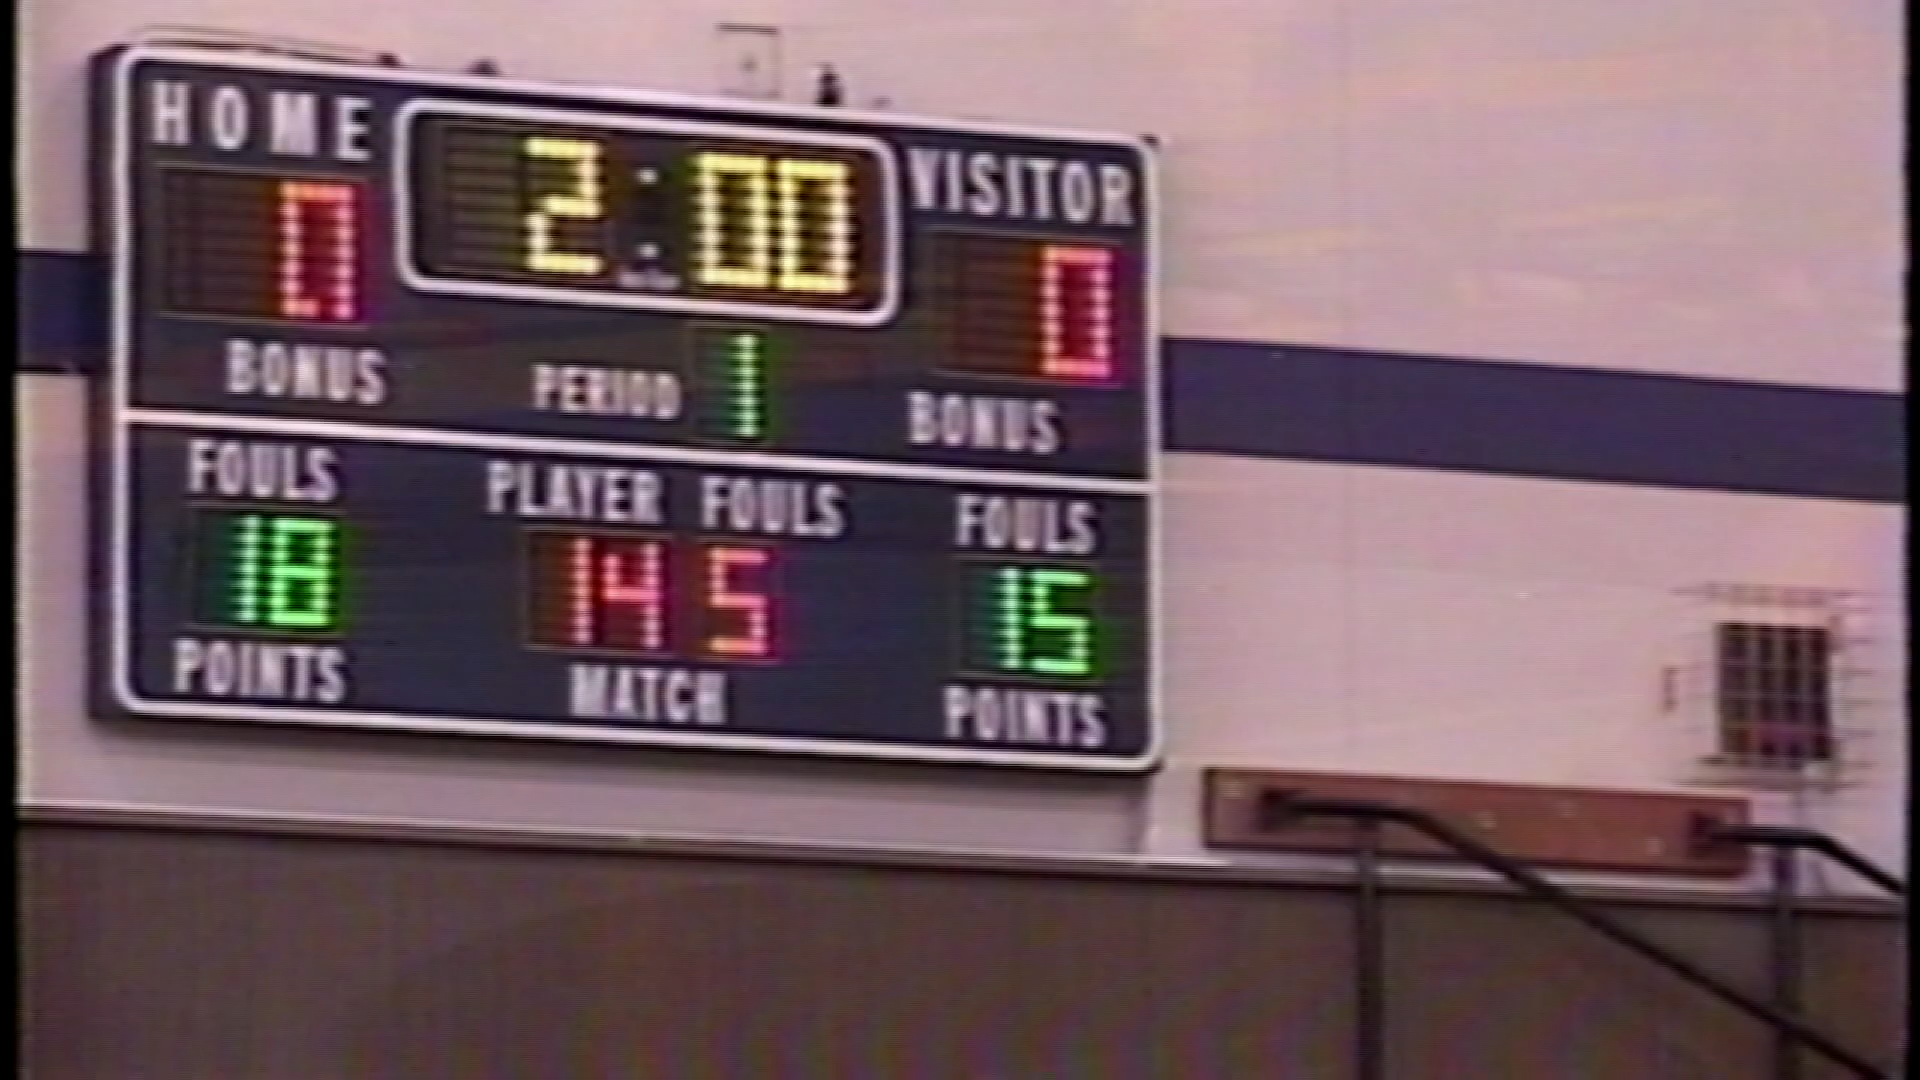 HOME 2:00 VISITOR
0 0
BONUS PERIOD 1 BONUS
FOULS PLAYER FOULS FOULS
18 14 5 15
POINTS MATCH POINTS